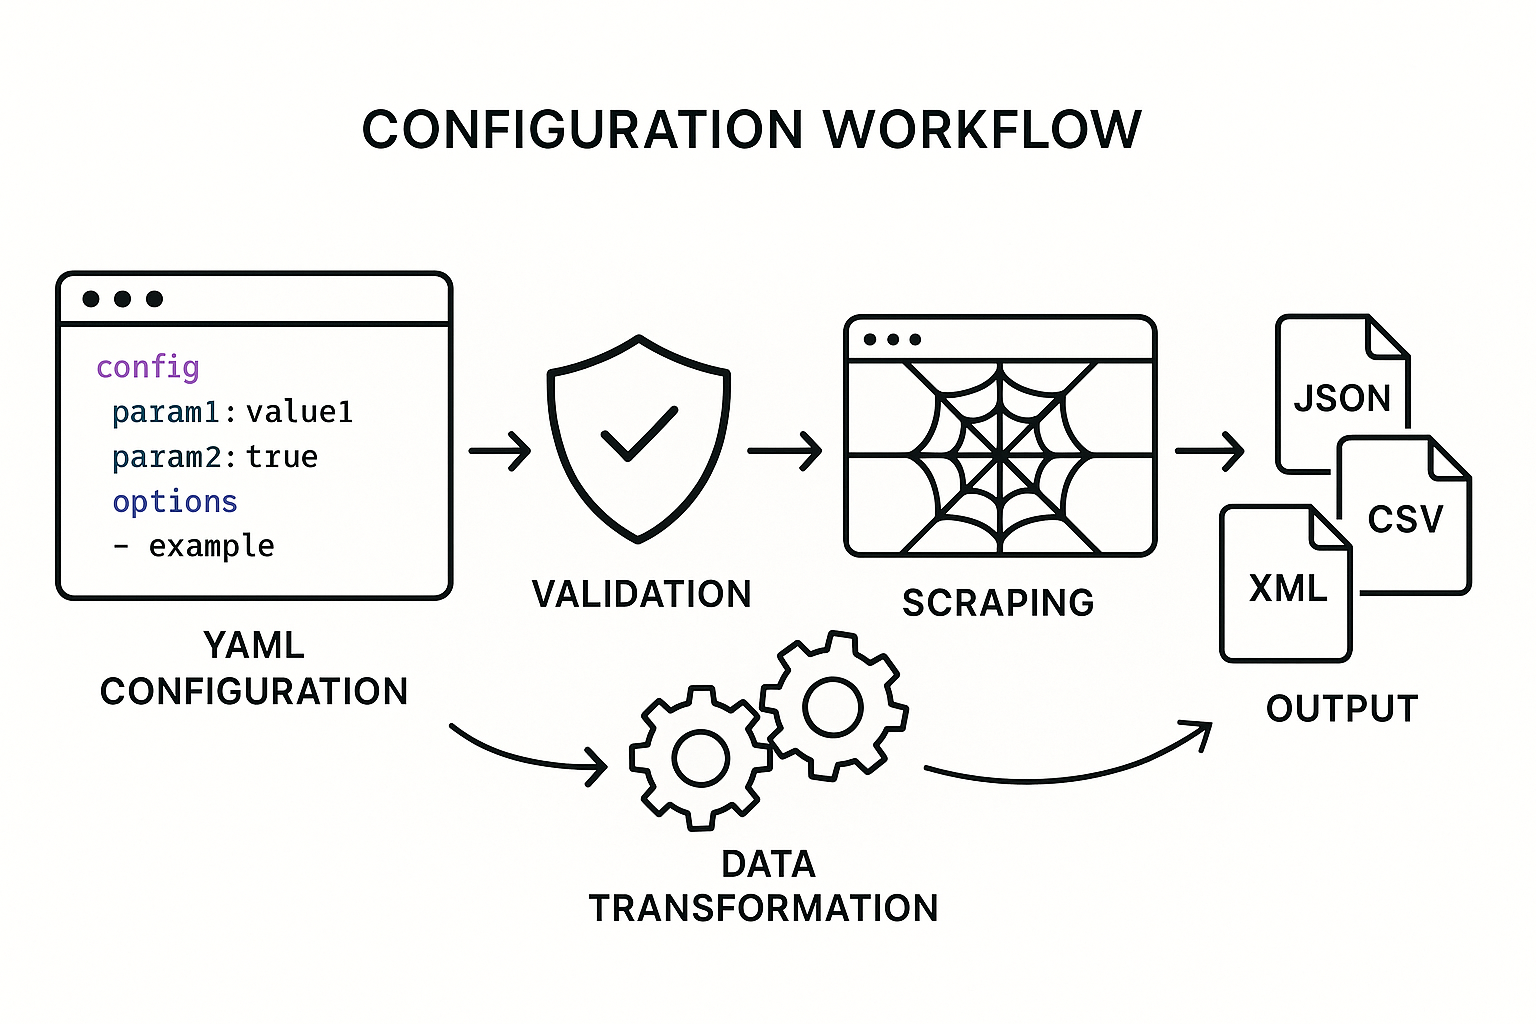 CONFIGURATION WORKFLOW
config
param1: value1
param2: true
options
- example
YAML
CONFIGURATION
VALIDATION
SCRAPING
JSON
CSV
XML
OUTPUT
DATA
TRANSFORMATION